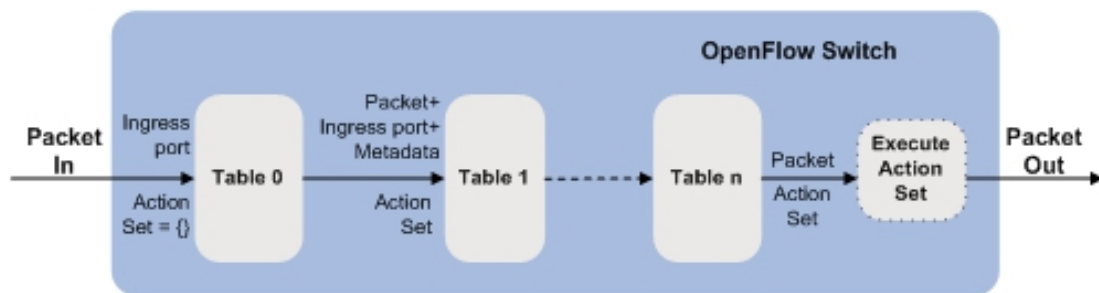 OpenFlow Switch
Packet
In
Ingress
port
Action
Set = {}
Table 0
Packet+
Ingress port+
Metadata
Action
Set
Table 1
Table n
Packet
Action
Set
Execute
Action
Set
Packet
Out